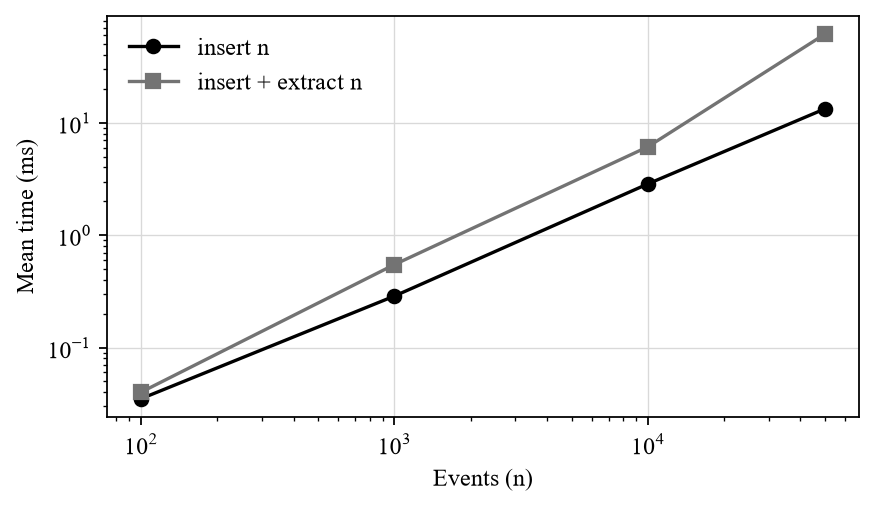 insert n
insert + extract n
Mean time (ms)
10¹
10⁰
10⁻¹
10² 10³ 10⁴
Events (n)